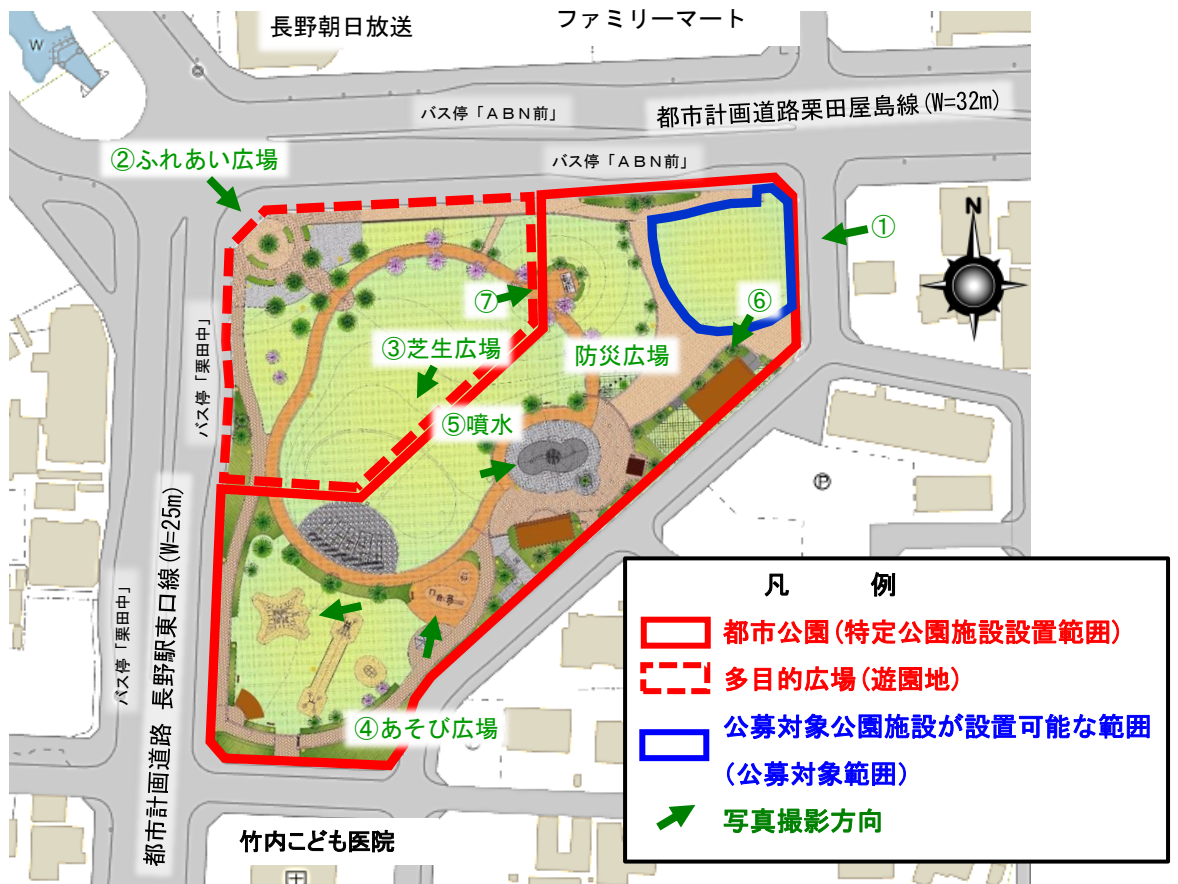 長野朝日放送
ファミリーマート
W
バス停「ABN前」
都市計画道路栗田屋島線(W=32m)
②ふれあい広場
バス停「ABN前」
N
①
⑦
⑥
③芝生広場
防災広場
バス停「栗田中」
⑤噴水
P
都市計画道路 長野駅東口線(W=25m)
バス停「栗田中」
④あそび広場
竹内こども医院
凡 例
都市公園(特定公園施設設置範囲)
多目的広場(遊園地)
公募対象公園施設が設置可能な範囲
(公募対象範囲)
写真撮影方向